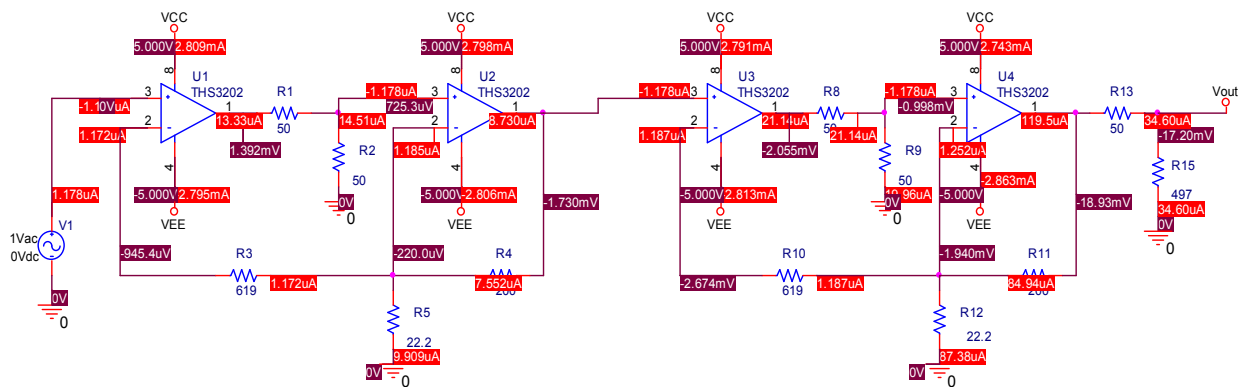 VCC
VCC
VCC
VCC
5.000V 2.809mA
5.000V 2.798mA
5.000V 2.791mA
5.000V 2.743mA
U1
THS3202
U2
THS3202
U3
THS3202
U4
THS3202
8
8
8
8
R1
50
R8
R13
50
Vout
3
2
1
3
2
1
3
2
1
3
2
1
+
-
+
-
+
-
+
-
1.172uA
13.33uA
1.392mV
14.51uA
-1.178uA
725.3uV
1.185uA
8.730uA
-1.178uA
1.187uA
21.14uA
-2.055mV
21.14uA
-1.178uA
-0.998mV
1.252uA
119.5uA
34.60uA
-17.20mV
R2
50
R9
50
R15
497
34.60uA
0V
0
4
4
4
4
-5.000V 2.795mA
-5.000V -2.806mA
-5.000V 2.813mA
-5.000V
-2.863mA
VEE
VEE
VEE
VEE
0V
0
0V
0
1.178uA
V1
1Vac
0Vdc
0V
0
-945.4uV
R3
619
1.172uA
-220.0uV
R4
7.552uA
-1.730mV
-2.674mV
R10
619
1.187uA
-1.940mV
R11
84.94uA
-18.93mV
R5
22.2
9.909uA
0V
0
R12
22.2
87.38uA
0V
0